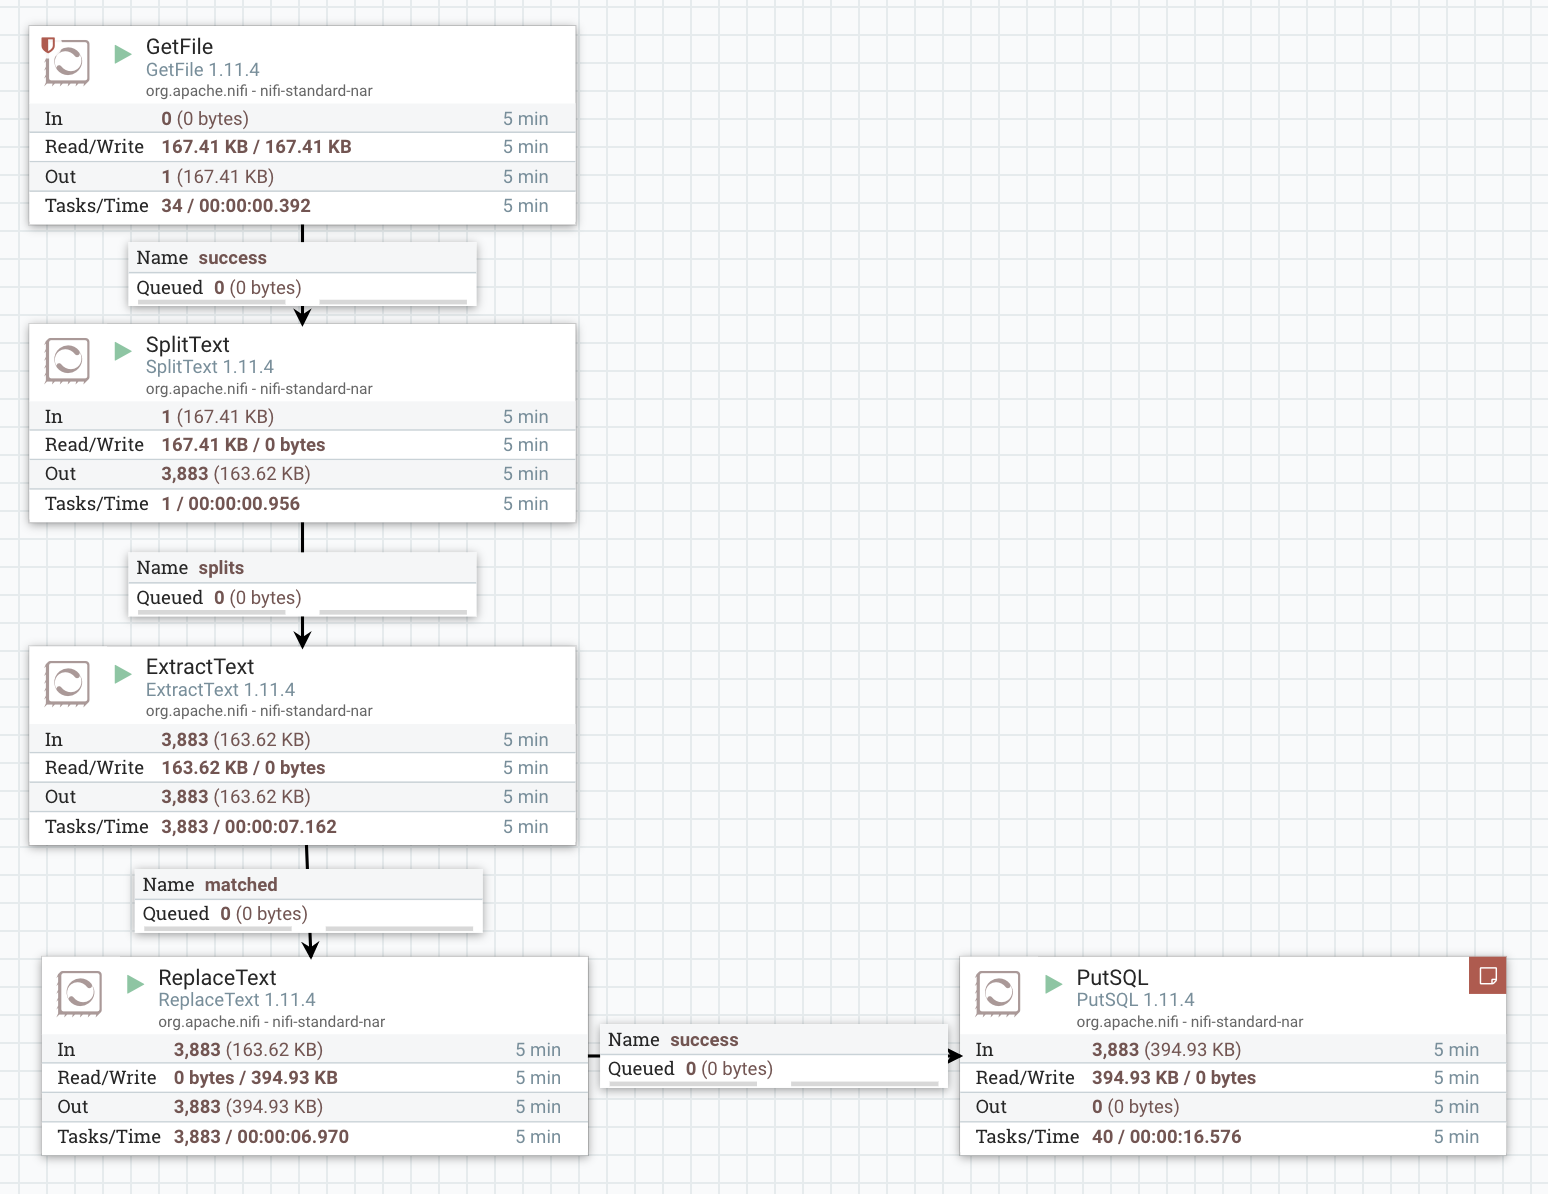 GetFile
GetFile 1.11.4
org.apache.nifi - nifi-standard-nar
In 0 (0 bytes) 5 min
Read/Write 167.41 KB / 167.41 KB 5 min
Out 1 (167.41 KB) 5 min
Tasks/Time 34 / 00:00:00.392 5 min
Name success
Queued 0 (0 bytes)
SplitText
SplitText 1.11.4
org.apache.nifi - nifi-standard-nar
In 1 (167.41 KB) 5 min
Read/Write 167.41 KB / 0 bytes 5 min
Out 3,883 (163.62 KB) 5 min
Tasks/Time 1 / 00:00:00.956 5 min
Name splits
Queued 0 (0 bytes)
ExtractText
ExtractText 1.11.4
org.apache.nifi - nifi-standard-nar
In 3,883 (163.62 KB) 5 min
Read/Write 163.62 KB / 0 bytes 5 min
Out 3,883 (163.62 KB) 5 min
Tasks/Time 3,883 / 00:00:07.162 5 min
Name matched
Queued 0 (0 bytes)
ReplaceText
ReplaceText 1.11.4
org.apache.nifi - nifi-standard-nar
In 3,883 (163.62 KB) 5 min
Read/Write 0 bytes / 394.93 KB 5 min
Out 3,883 (394.93 KB) 5 min
Tasks/Time 3,883 / 00:00:06.970 5 min
Name success
Queued 0 (0 bytes)
PutSQL
PutSQL 1.11.4
org.apache.nifi - nifi-standard-nar
In 3,883 (394.93 KB) 5 min
Read/Write 394.93 KB / 0 bytes 5 min
Out 0 (0 bytes) 5 min
Tasks/Time 40 / 00:00:16.576 5 min